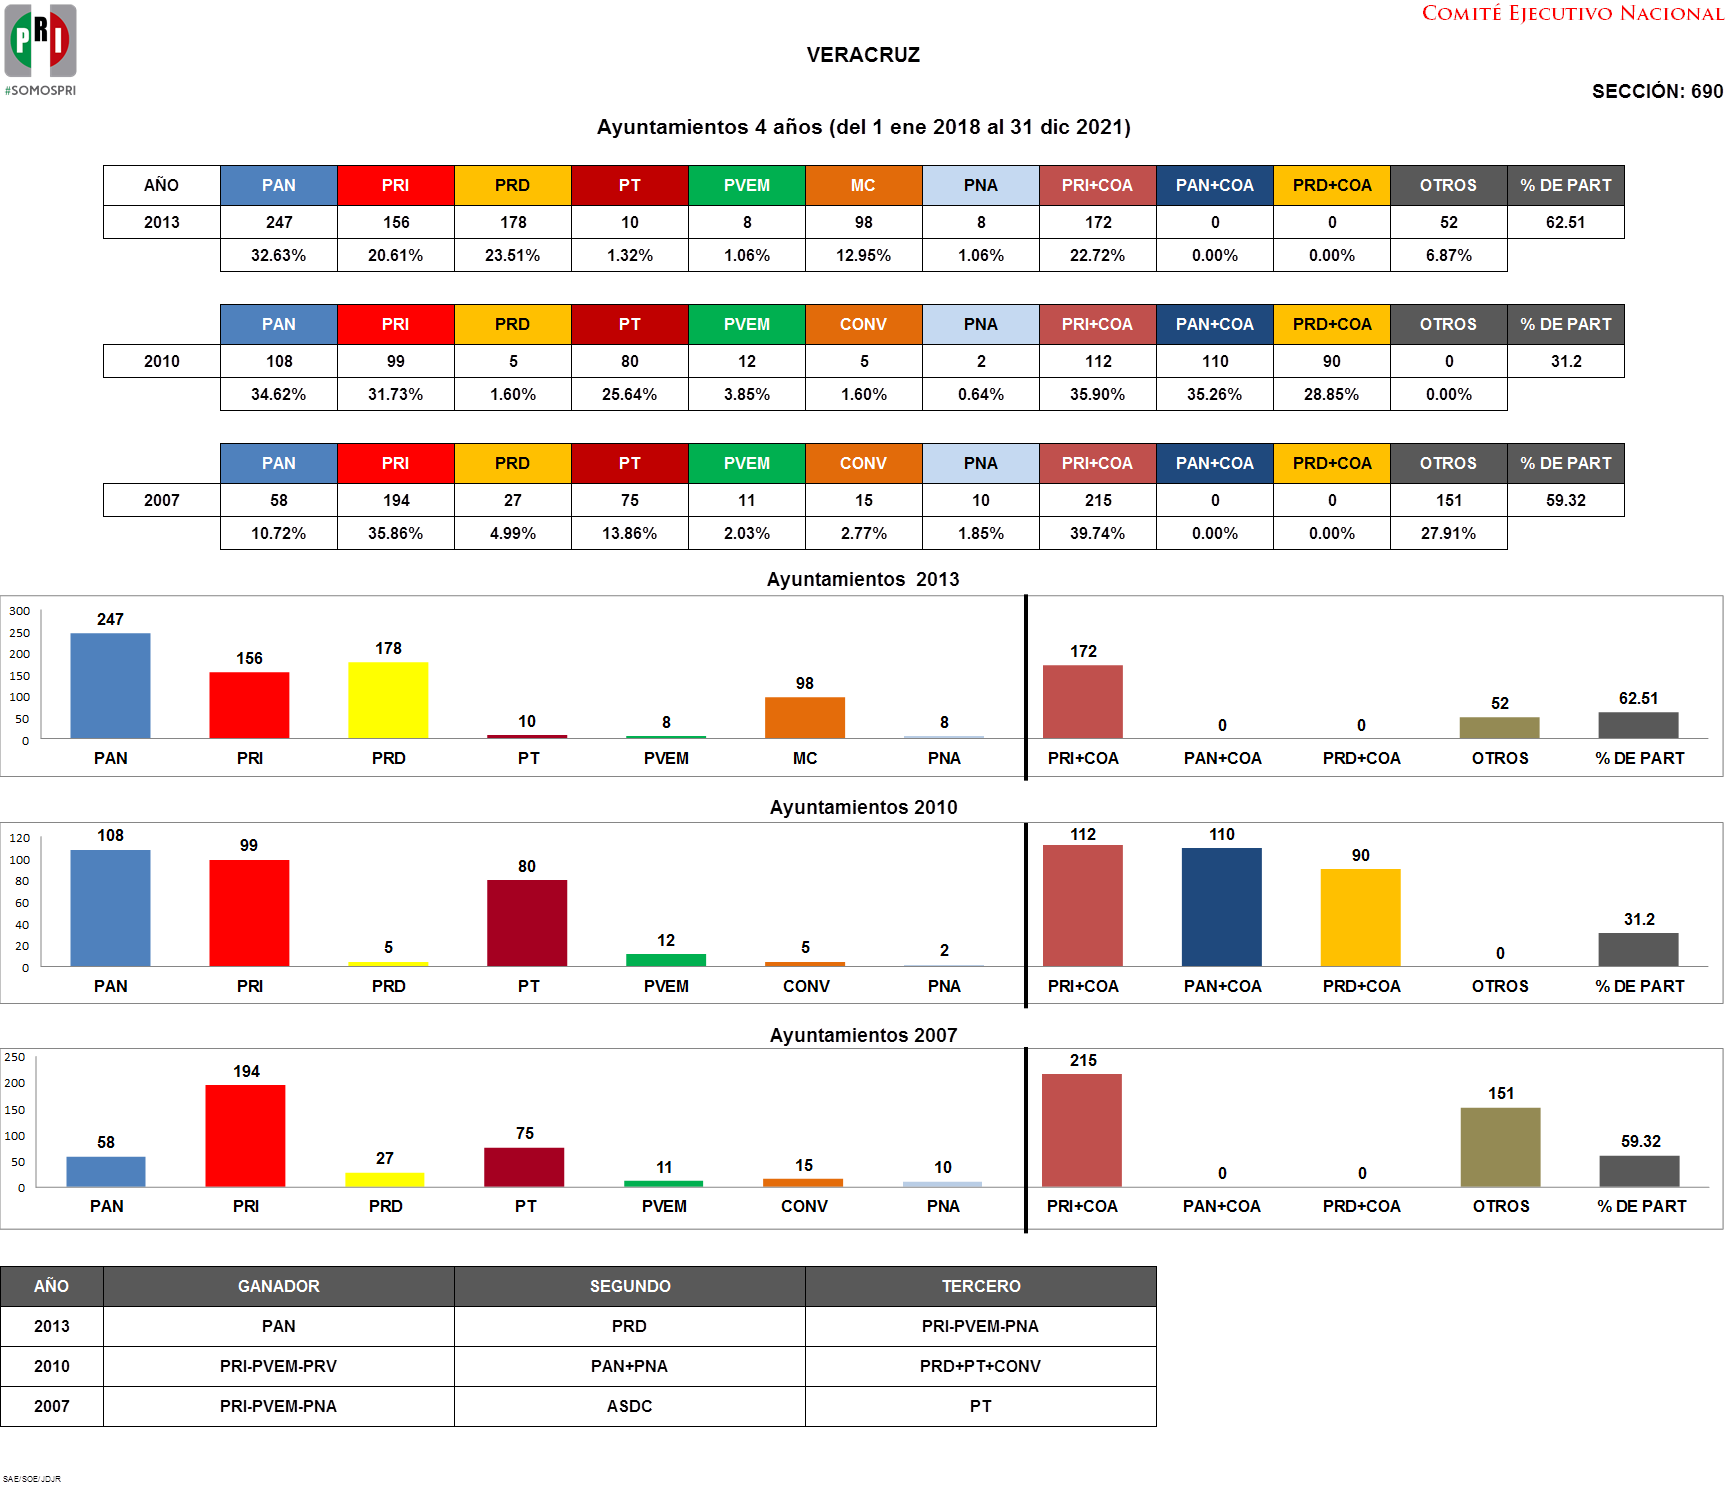 PRI
#SOMOSPRI
COMITÉ EJECUTIVO NACIONAL
VERACRUZ
SECCIÓN: 690
Ayuntamientos 4 años (del 1 ene 2018 al 31 dic 2021)
AÑO PAN PRI PRD PT PVEM MC PNA PRI+COA PAN+COA PRD+COA OTROS % DE PART
2013 247 156 178 10 8 98 8 172 0 0 52 62.51
32.63% 20.61% 23.51% 1.32% 1.06% 12.95% 1.06% 22.72% 0.00% 0.00% 6.87%
PAN PRI PRD PT PVEM CONV PNA PRI+COA PAN+COA PRD+COA OTROS % DE PART
2010 108 99 5 80 12 5 2 112 110 90 0 31.2
34.62% 31.73% 1.60% 25.64% 3.85% 1.60% 0.64% 35.90% 35.26% 28.85% 0.00%
PAN PRI PRD PT PVEM CONV PNA PRI+COA PAN+COA PRD+COA OTROS % DE PART
2007 58 194 27 75 11 15 10 215 0 0 151 59.32
10.72% 35.86% 4.99% 13.86% 2.03% 2.77% 1.85% 39.74% 0.00% 0.00% 27.91%
Ayuntamientos 2013
300
250
200
150
100
50
0
247 156 178 10 8 98 8 172 0 0 52 62.51
PAN PRI PRD PT PVEM MC PNA PRI+COA PAN+COA PRD+COA OTROS % DE PART
Ayuntamientos 2010
120
100
80
60
40
20
0
108 99 5 80 12 5 2 112 110 90 0 31.2
PAN PRI PRD PT PVEM CONV PNA PRI+COA PAN+COA PRD+COA OTROS % DE PART
Ayuntamientos 2007
250
200
150
100
50
0
58 194 27 75 11 15 10 215 0 0 151 59.32
PAN PRI PRD PT PVEM CONV PNA PRI+COA PAN+COA PRD+COA OTROS % DE PART
AÑO GANADOR SEGUNDO TERCERO
2013 PAN PRD PRI-PVEM-PNA
2010 PRI-PVEM-PRV PAN+PNA PRD+PT+CONV
2007 PRI-PVEM-PNA ASDC PT
SAE/SOE/JDJR